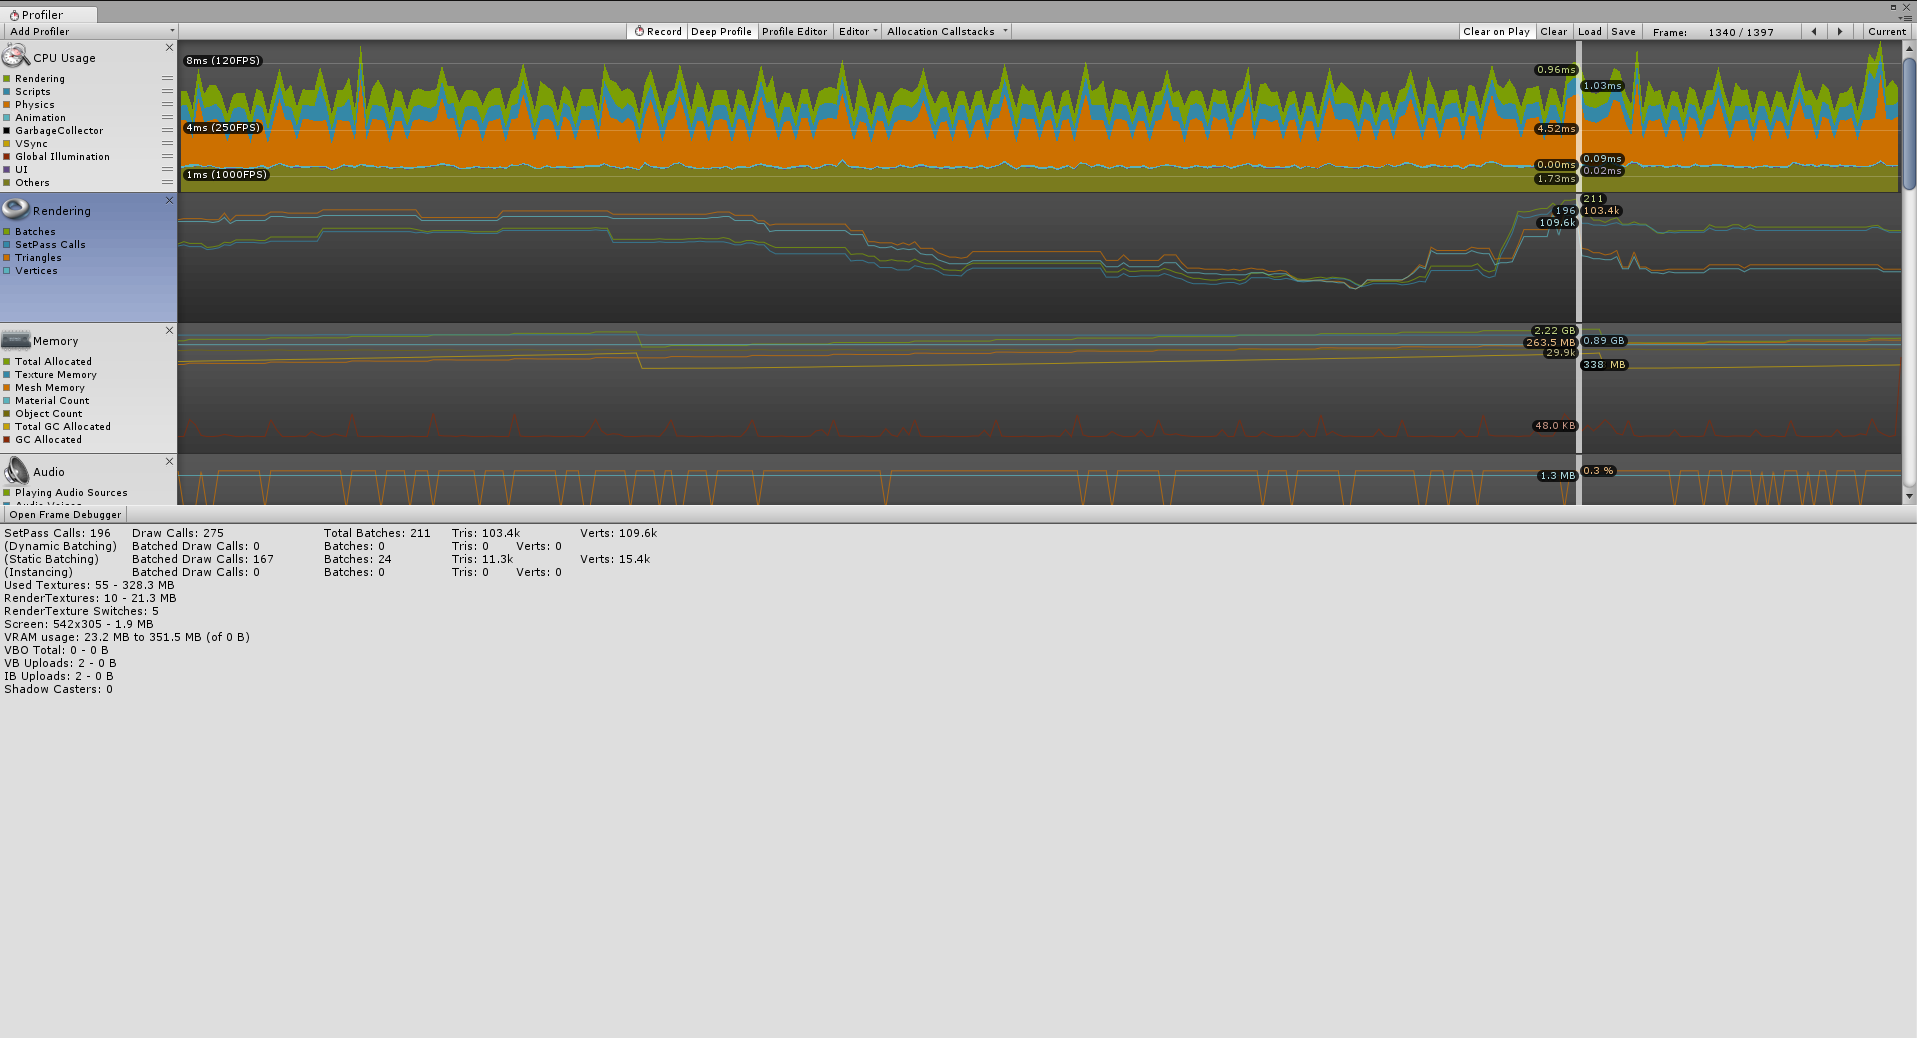 Profiler
Add Profiler
Record Deep Profile Profile Editor Editor Allocation Callstacks Clear on Play Clear Load Save Frame: 1340 / 1397 Current
CPU Usage
Rendering
Scripts
Physics
Animation
GarbageCollector
VSync
Global Illumination
UI
Others
8ms (120FPS)
4ms (250FPS)
1ms (1000FPS)
0.96ms
1.03ms
4.52ms
0.09ms
0.00ms
0.02ms
1.73ms
Rendering
Batches
SetPass Calls
Triangles
Vertices
211
196 103.4k
109.6k
Memory
Total Allocated
Texture Memory
Mesh Memory
Material Count
Object Count
Total GC Allocated
GC Allocated
2.22 GB
263.5 MB 0.89 GB
29.9k
338 MB
48.0 KB
Audio
Playing Audio Sources
0.3 %
1.3 MB
Open Frame Debugger
SetPass Calls: 196 Draw Calls: 275 Total Batches: 211 Tris: 103.4k Verts: 109.6k
(Dynamic Batching) Batched Draw Calls: 0 Batches: 0 Tris: 0 Verts: 0
(Static Batching) Batched Draw Calls: 167 Batches: 24 Tris: 11.3k Verts: 15.4k
(Instancing) Batched Draw Calls: 0 Batches: 0 Tris: 0 Verts: 0
Used Textures: 55 - 328.3 MB
RenderTextures: 10 - 21.3 MB
RenderTexture Switches: 5
Screen: 542x305 - 1.9 MB
VRAM usage: 23.2 MB to 351.5 MB (of 0 B)
VBO Total: 0 - 0 B
VB Uploads: 2 - 0 B
IB Uploads: 2 - 0 B
Shadow Casters: 0